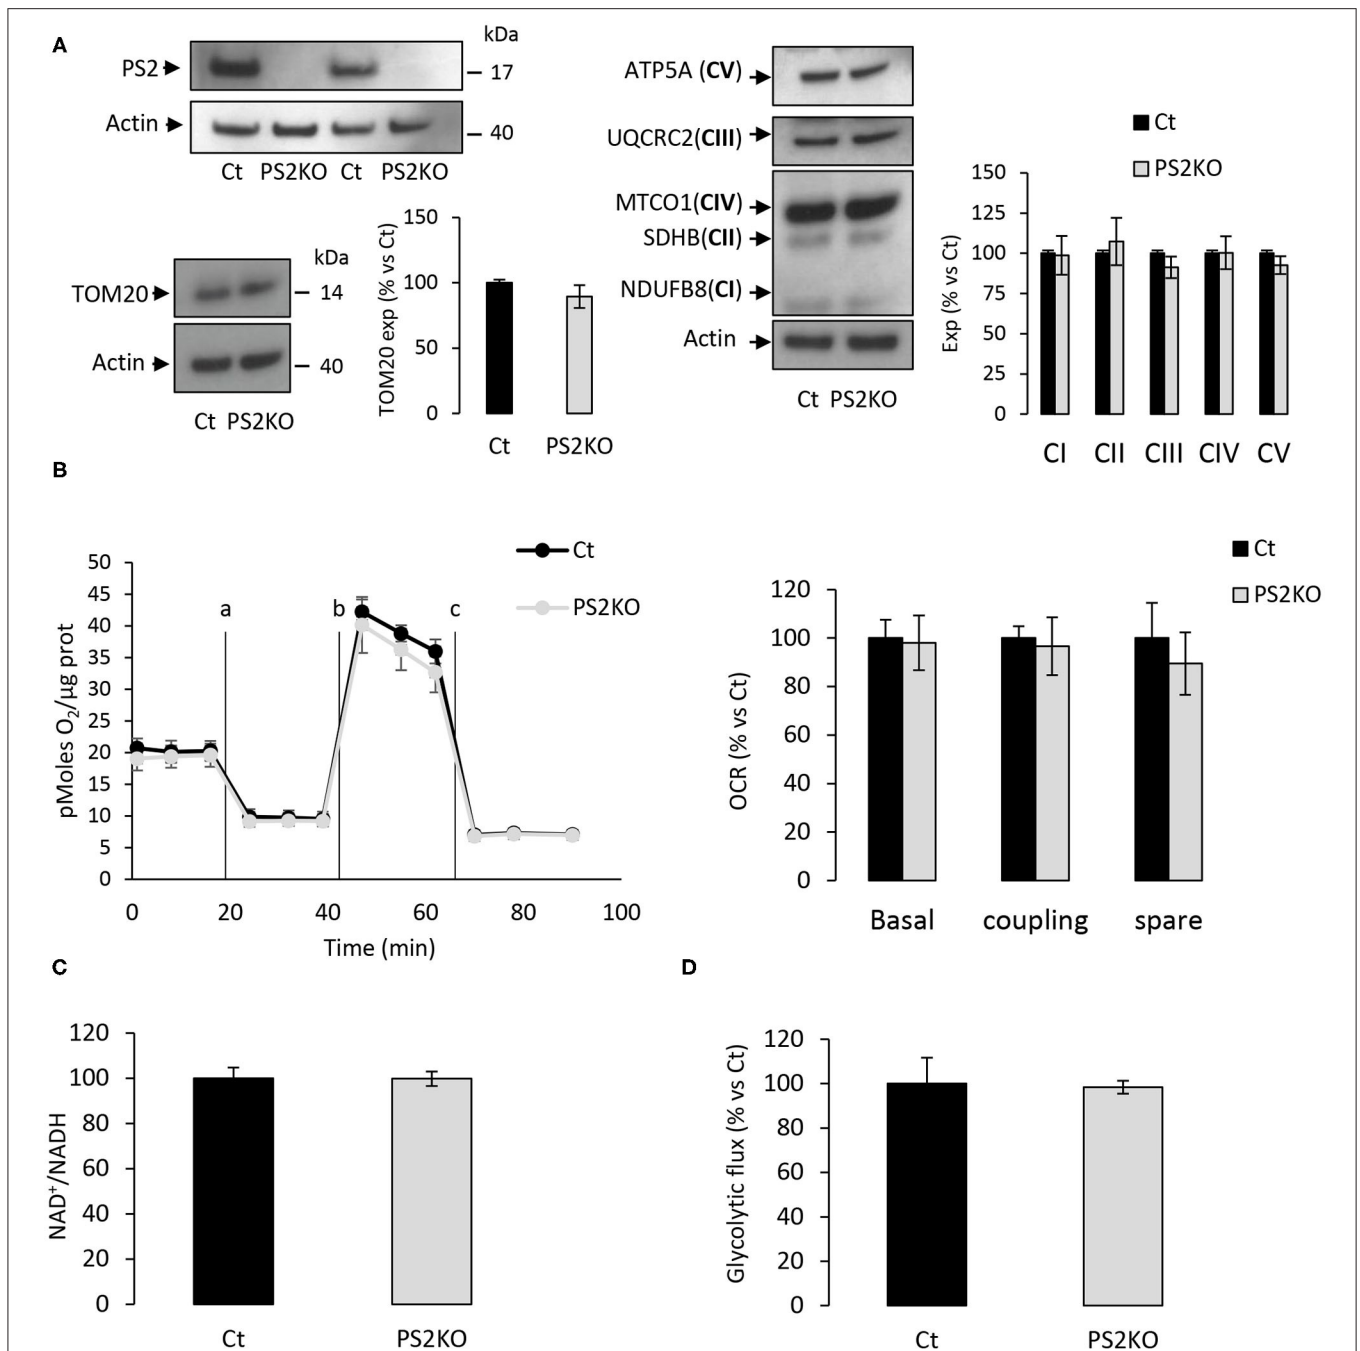 A
kDa
PS2
17
Actin
40
Ct PS2KO Ct PS2KO
kDa
TOM20
14
Actin
40
Ct PS2KO
TOM20 exp (% vs Ct)
150
100
50
0
Ct PS2KO
ATP5A (CV)
UQCRC2(CIII)
MTCO1(CIV)
SDHB(CII)
NDUFB8(CI)
Actin
Ct PS2KO
Ct
PS2KO
Exp (% vs Ct)
150
125
100
75
50
25
0
CI CII CIII CIV CV
B
Ct
PS2KO
a b c
pMoles O₂/µg prot
50
45
40
35
30
25
20
15
10
5
0
0 20 40 60 80 100
Time (min)
Ct
PS2KO
OCR (% vs Ct)
120
100
80
60
40
20
0
Basal coupling spare
C
NAD⁺/NADH
120
100
80
60
40
20
0
Ct PS2KO
D
Glycolytic flux (% vs Ct)
120
100
80
60
40
20
0
Ct PS2KO